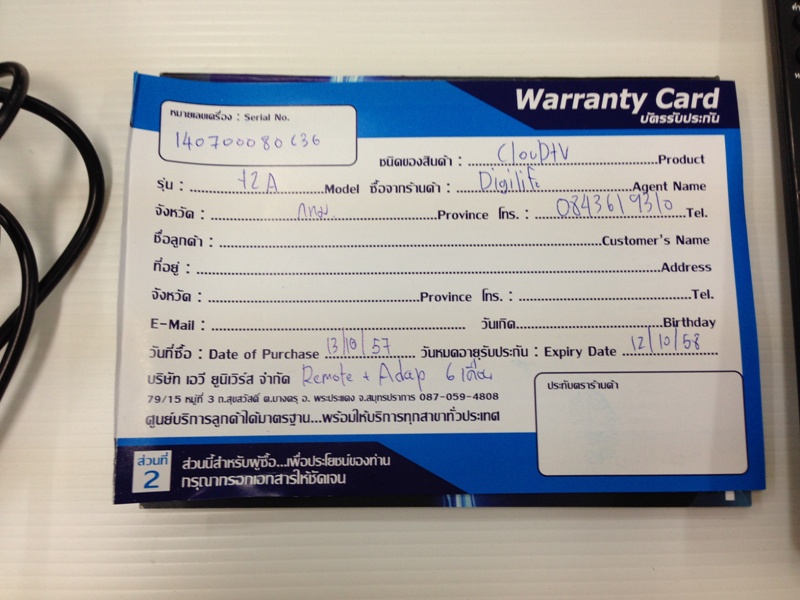 Warranty Card
บัตรรับประกัน
หมายเลขเครื่อง : Serial No.
140700080636
ชนิดของสินค้า : CloudTV Product
รุ่น : t2A Model ซื้อจากร้านค้า : Digilife Agent Name
จังหวัด : กทม. Province โทร. : 0843619310 Tel.
ชื่อลูกค้า : Customer's Name
ที่อยู่ : Address
จังหวัด : Province โทร. : Tel.
E-Mail : วันเกิด Birthday
วันที่ซื้อ : Date of Purchase 13/10/57 วันหมดอายุรับประกัน : Expiry Date 12/10/58
บริษัท เอวี ยูนิเวิร์ส จำกัด Remote + Adap 6 เดือน
79/15 หมู่ที่ 3 ถ.สุขสวัสดิ์ ต.บางครุ อ. พระประแดง จ.สมุทรปราการ 087-059-4808
ศูนย์บริการลูกค้าได้มาตรฐาน...พร้อมให้บริการทุกสาขาทั่วประเทศ
ประทับตราร้านค้า
ส่วนที่ 2
ส่วนนี้สำหรับผู้ซื้อ...เพื่อประโยชน์ของท่าน
กรุณากรอกเอกสารให้ชัดเจน